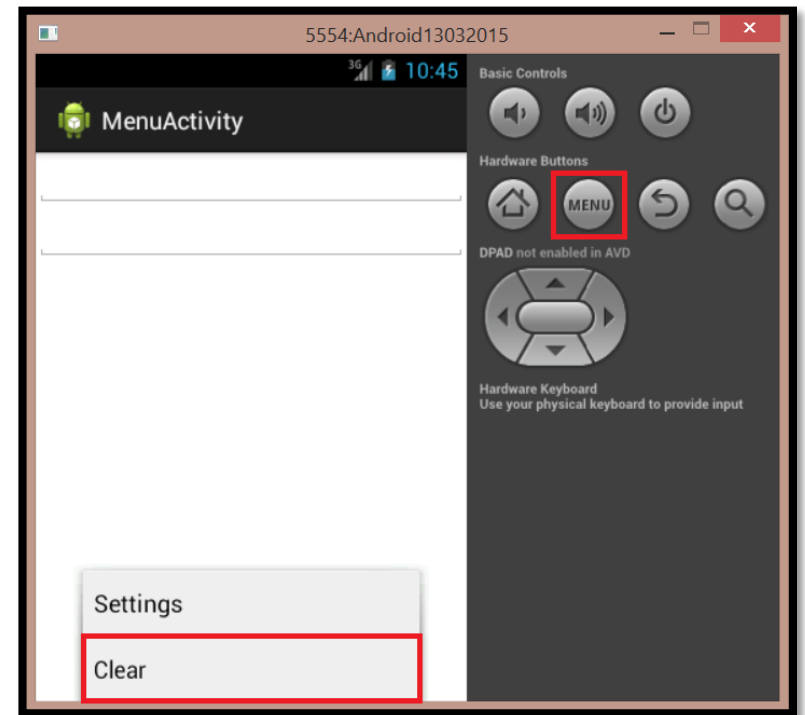 5554:Android13032015
3G 10:45
MenuActivity
Settings
Clear
Basic Controls
Hardware Buttons
MENU
DPAD not enabled in AVD
Hardware Keyboard
Use your physical keyboard to provide input